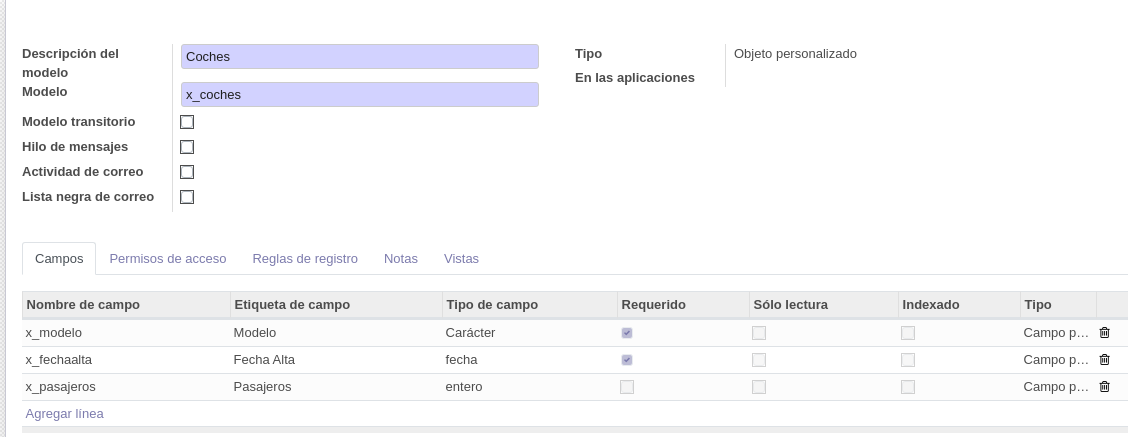 Descripción del modelo
Coches
Modelo
x_coches
Modelo transitorio
Hilo de mensajes
Actividad de correo
Lista negra de correo
Tipo
Objeto personalizado
En las aplicaciones
Campos Permisos de acceso Reglas de registro Notas Vistas
Nombre de campo Etiqueta de campo Tipo de campo Requerido Sólo lectura Indexado Tipo
x_modelo Modelo Carácter Campo p…
x_fechaalta Fecha Alta fecha Campo p…
x_pasajeros Pasajeros entero Campo p…
Agregar línea